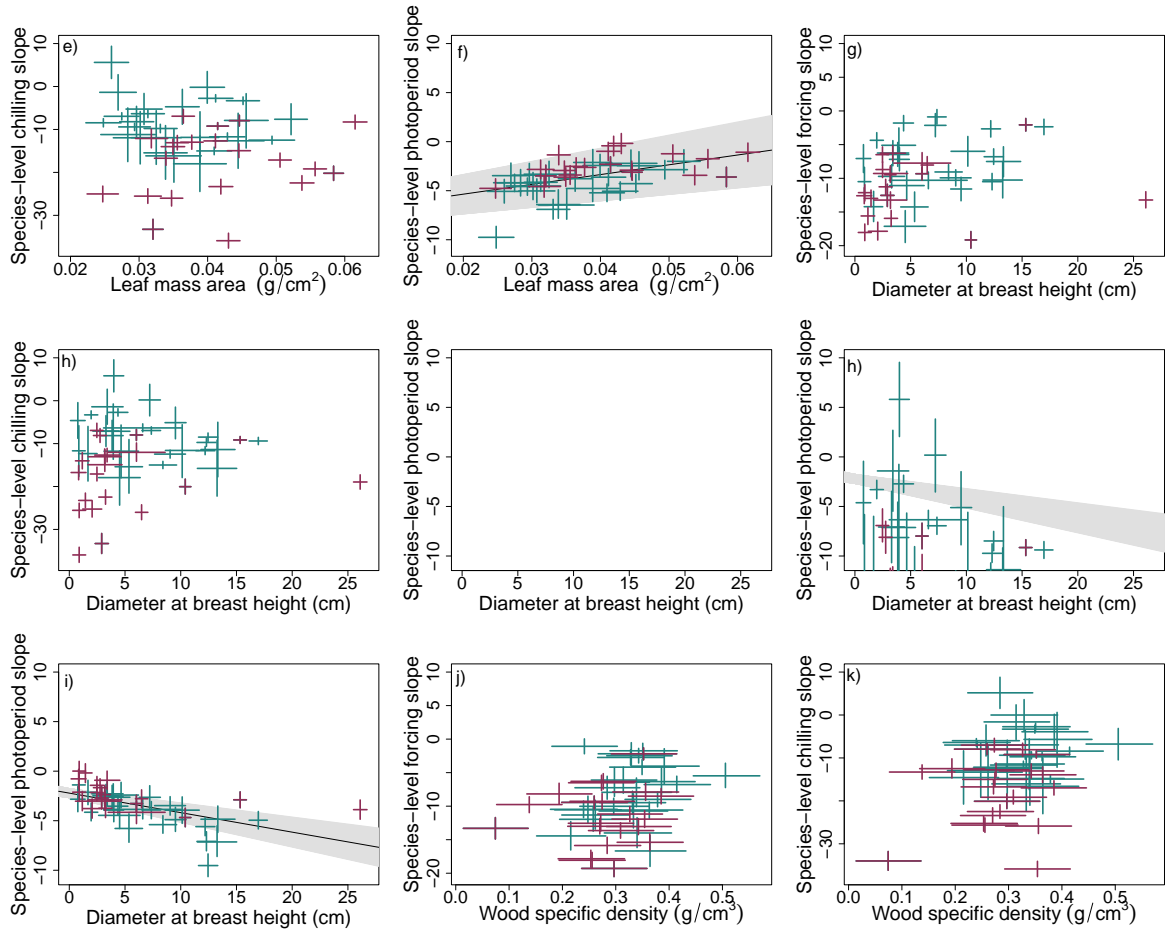 e)
Species−level chilling slope
10
0
−10
−30
0.02 0.03 0.04 0.05 0.06
Leaf mass area (g/cm²)
f)
Species−level photoperiod slope
10
5
0
−5
−10
0.02 0.03 0.04 0.05 0.06
Leaf mass area (g/cm²)
g)
Species−level forcing slope
10
0
−10
−20
0 5 10 15 20 25
Diameter at breast height (cm)
h)
Species−level chilling slope
10
0
−10
−30
0 5 10 15 20 25
Diameter at breast height (cm)
Species−level photoperiod slope
10
5
0
−5
−10
0 5 10 15 20 25
Diameter at breast height (cm)
h)
Species−level photoperiod slope
10
5
0
−5
−10
0 5 10 15 20 25
Diameter at breast height (cm)
i)
Species−level photoperiod slope
10
5
0
−5
−10
0 5 10 15 20 25
Diameter at breast height (cm)
j)
Species−level forcing slope
10
0
−10
−20
0.0 0.1 0.2 0.3 0.4 0.5
Wood specific density (g/cm³)
k)
Species−level chilling slope
10
0
−10
−30
0.0 0.1 0.2 0.3 0.4 0.5
Wood specific density (g/cm³)